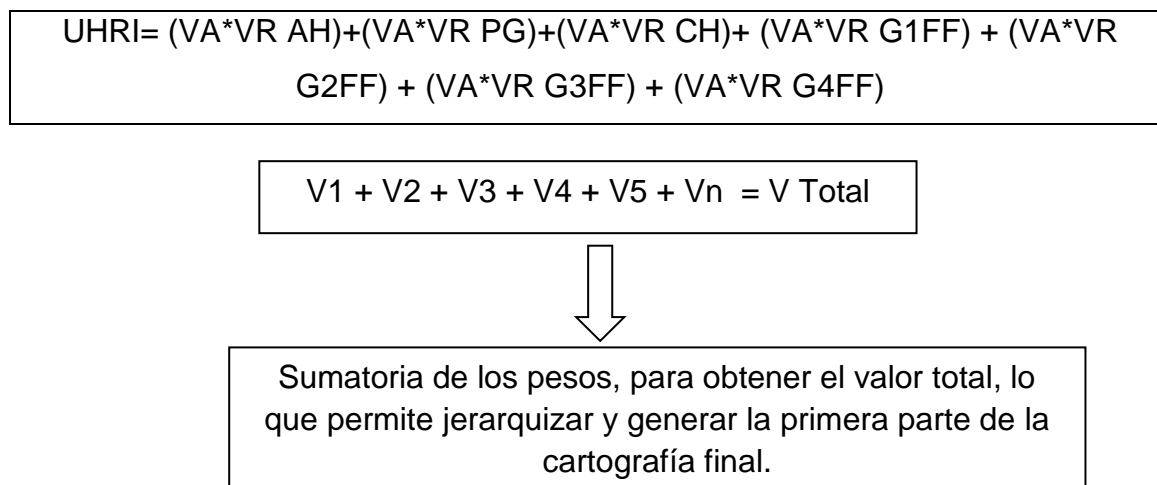 UHRI= (VA*VR AH)+(VA*VR PG)+(VA*VR CH)+ (VA*VR G1FF) + (VA*VR
G2FF) + (VA*VR G3FF) + (VA*VR G4FF)
V1 + V2 + V3 + V4 + V5 + Vn = V Total
Sumatoria de los pesos, para obtener el valor total, lo
que permite jerarquizar y generar la primera parte de la
cartografía final.